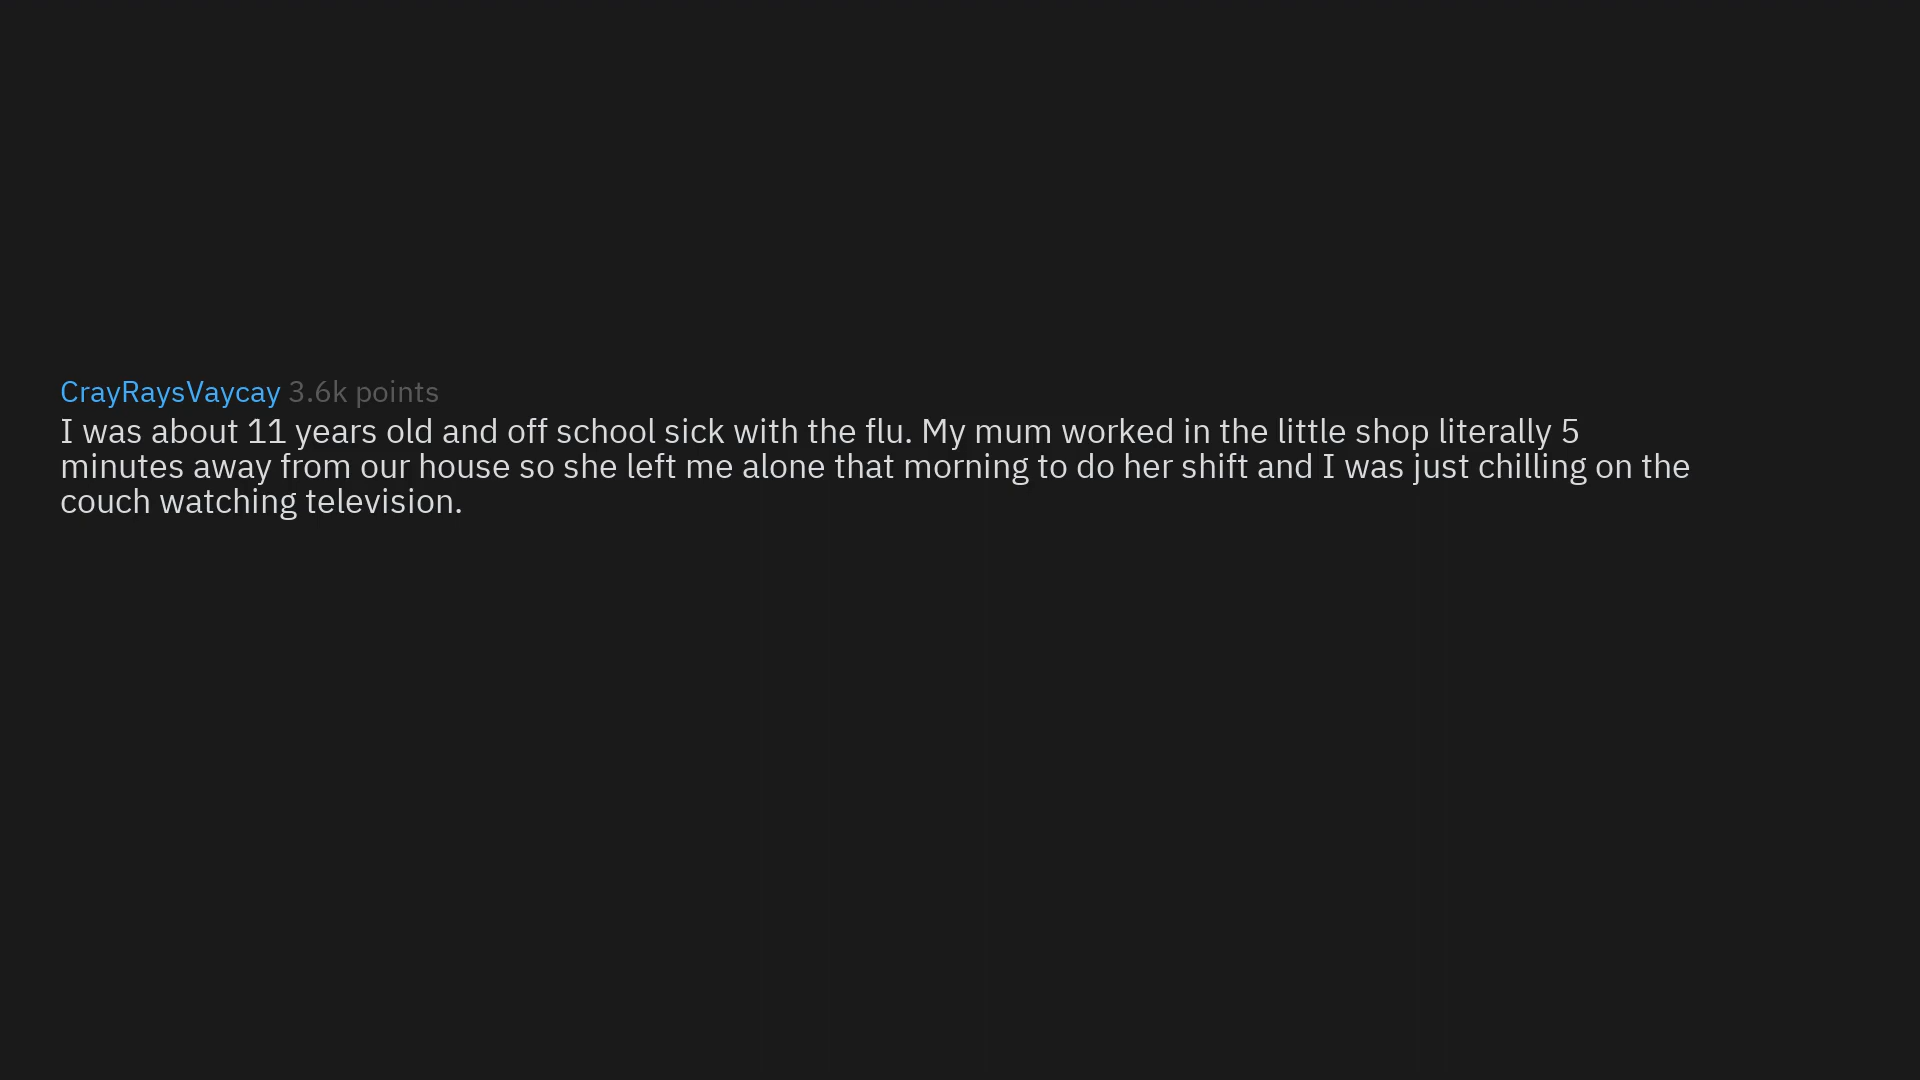 CrayRaysVaycay 3.6k points
I was about 11 years old and off school sick with the flu. My mum worked in the little shop literally 5
minutes away from our house so she left me alone that morning to do her shift and I was just chilling on the
couch watching television.